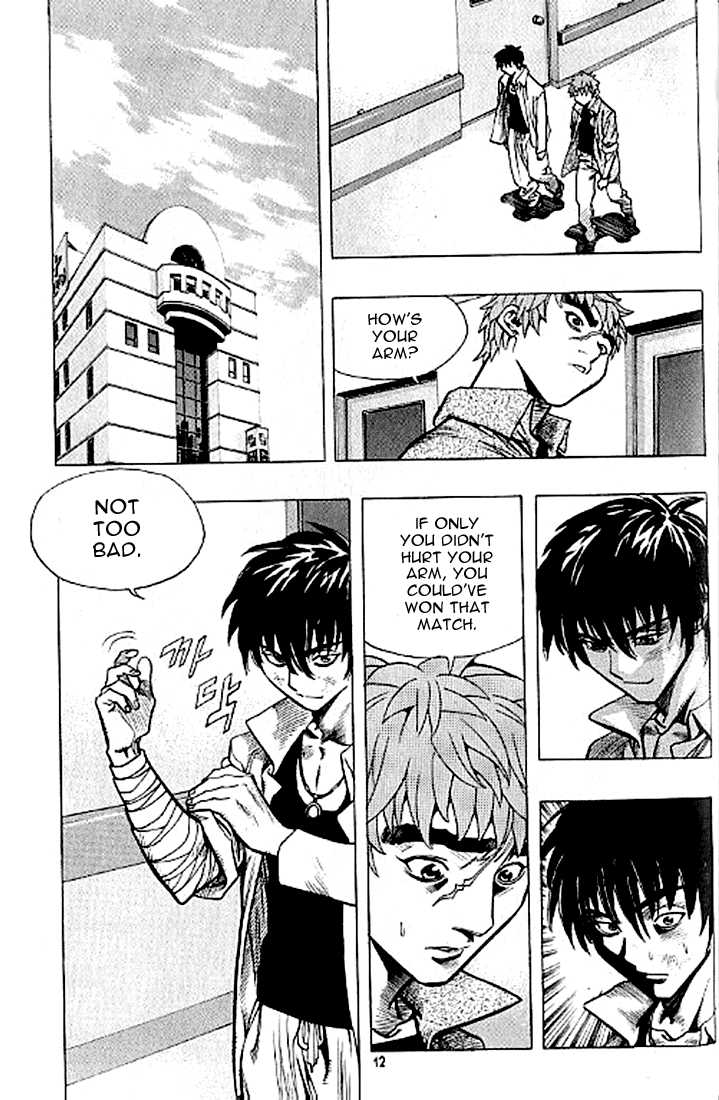 HOW'S
YOUR
ARM?
NOT
TOO
BAD.
까
닥
IF ONLY
YOU DIDN'T
HURT YOUR
ARM, YOU
COULD'VE
WON THAT
MATCH.
12